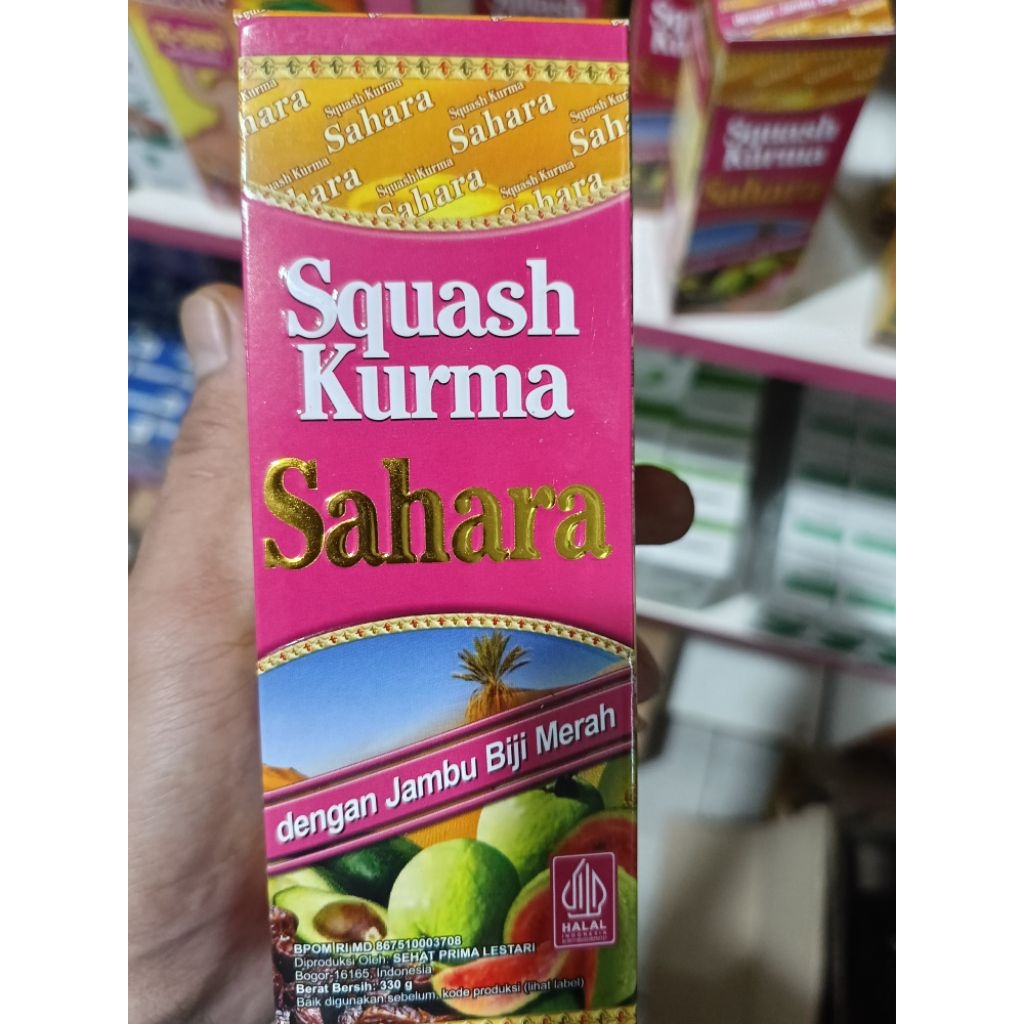 Squash Kurma
Sahara
Squash Kurma
Sahara
Squash Kurma
Sahara
Squash Kurma
Sahara
Squash Kurma
Sahara
Squash
Kurma
Sahara
dengan Jambu Biji Merah
HALAL
INDONESIA
BPOM RI MD 867510003708
Diproduksi Oleh: SEHAT PRIMA LESTARI
Bogor-16165, Indonesia
Berat Bersih: 330 g
Baik digunakan sebelum, kode produksi (lihat label)
Squash
Kurma
Sahara